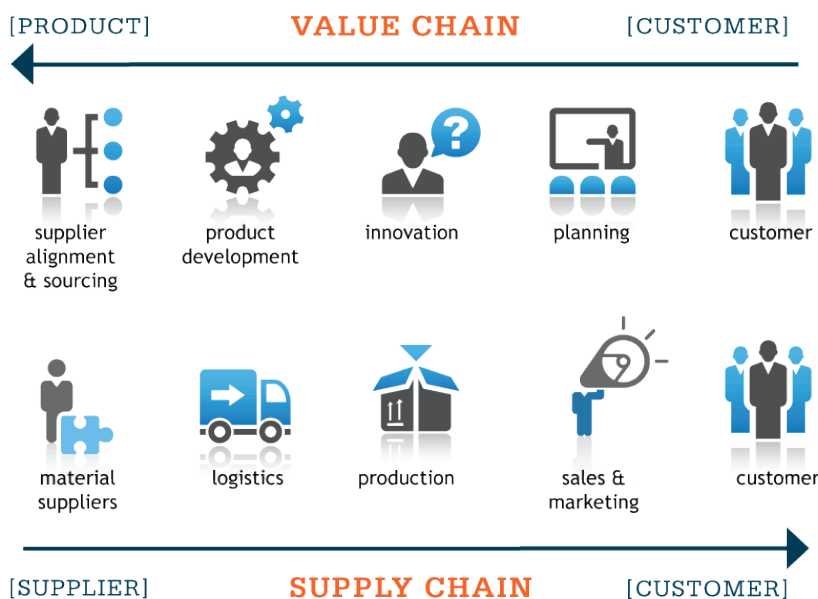 [PRODUCT] VALUE CHAIN [CUSTOMER]
?
supplier alignment & sourcing
product development
innovation
planning
customer
material suppliers
logistics
production
sales & marketing
customer
[SUPPLIER] SUPPLY CHAIN [CUSTOMER]